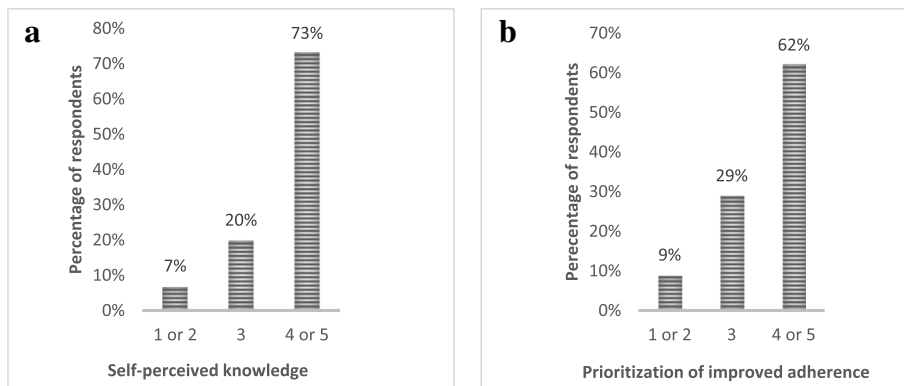 a
80%
70%
60%
50%
40%
30%
20%
10%
0%
Percentage of respondents
7%
20%
73%
1 or 2
3
4 or 5
Self-perceived knowledge
b
70%
60%
50%
40%
30%
20%
10%
0%
Perecentage of respondents
9%
29%
62%
1 or 2
3
4 or 5
Prioritization of improved adherence